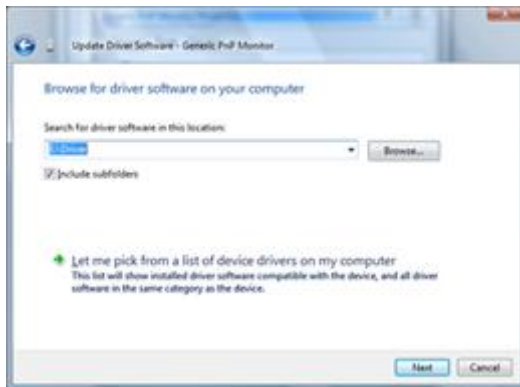 Update Driver Software - Generic PnP Monitor
Browse for driver software on your computer
Search for driver software in this location:
Browse...
Include subfolders
Let me pick from a list of device drivers on my computer
This list will show installed driver software compatible with the device, and all driver
software in the same category as the device.
Next Cancel